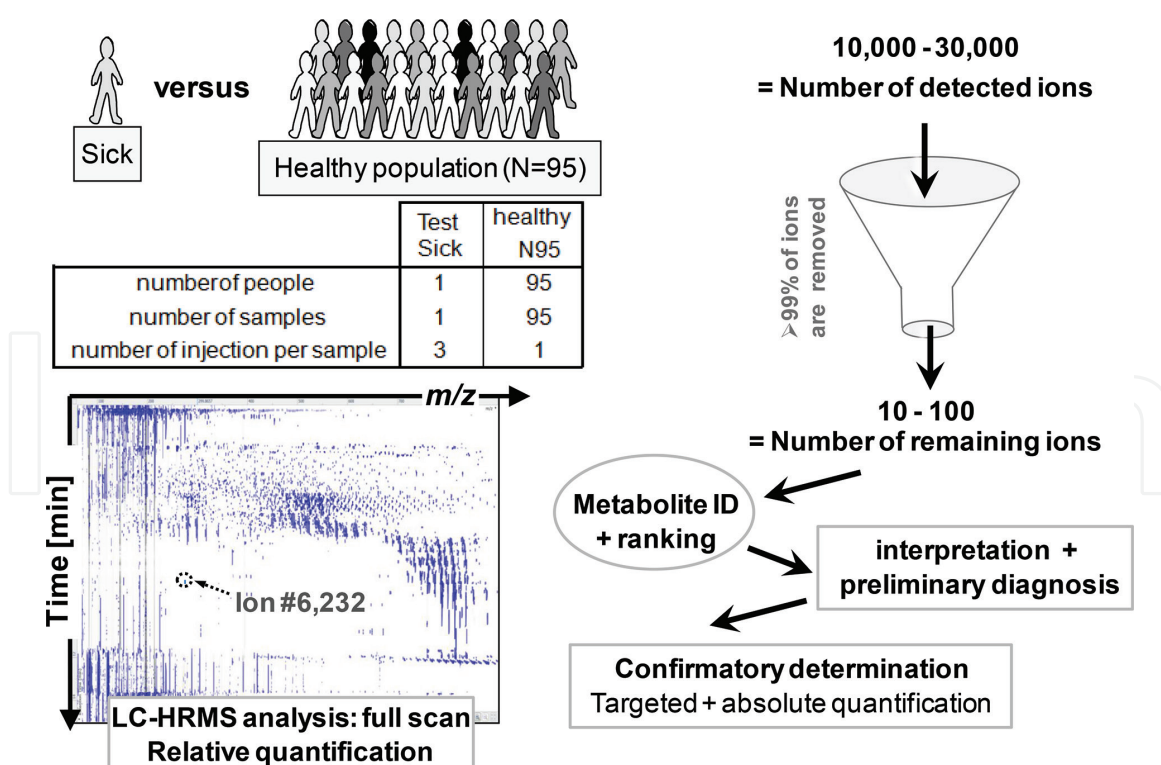 versus
Sick
Healthy population (N=95)
Test healthy
Sick N95
numberof people 1 95
number of samples 1 95
number of injection per sample 3 1
m/z
Time [min]
Ion #6,232
LC-HRMS analysis: full scan
Relative quantification
10,000 - 30,000
= Number of detected ions
➢99% of ions
are removed
10 - 100
= Number of remaining ions
Metabolite ID
+ ranking
interpretation +
preliminary diagnosis
Confirmatory determination
Targeted + absolute quantification